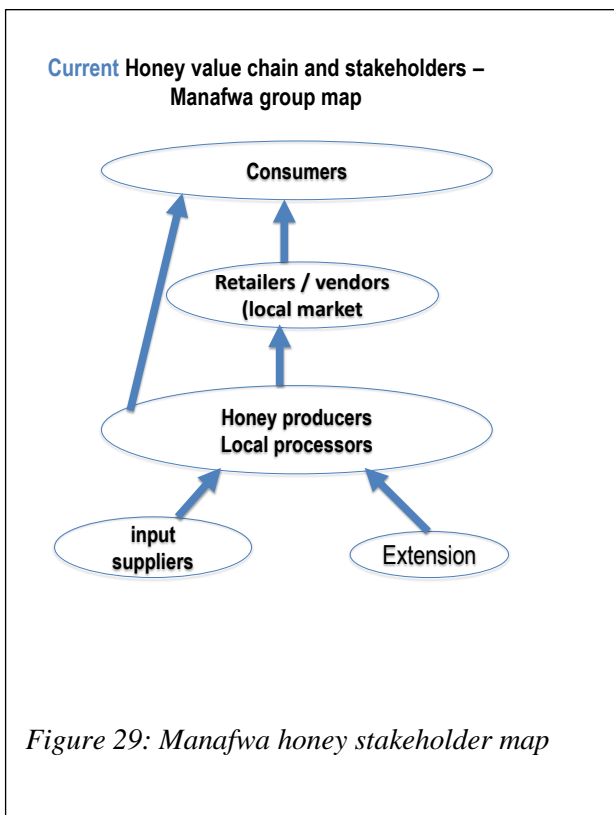 Current Honey value chain and stakeholders –
Manafwa group map
Consumers
Retailers / vendors
(local market
Honey producers
Local processors
input
suppliers
Extension
Figure 29: Manafwa honey stakeholder map